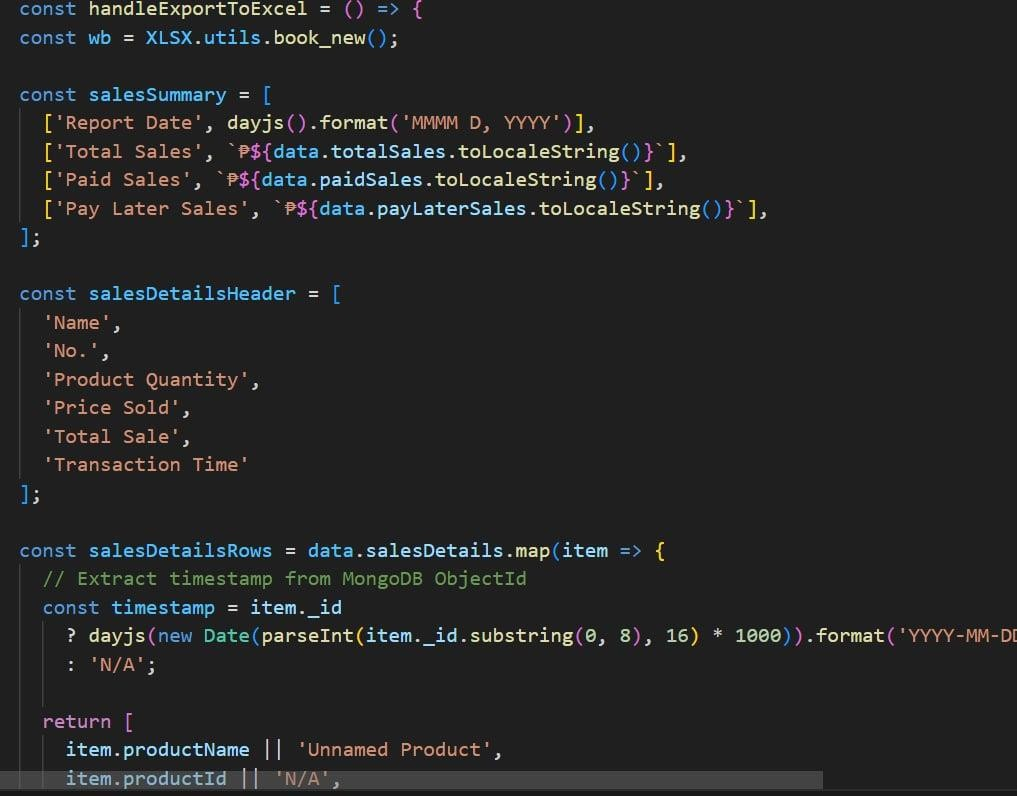 const handleExportToExcel = () => {
const wb = XLSX.utils.book_new();

const salesSummary = [
  ['Report Date', dayjs().format('MMMM D, YYYY')],
  ['Total Sales', `₱${data.totalSales.toLocaleString()}`],
  ['Paid Sales', `₱${data.paidSales.toLocaleString()}`],
  ['Pay Later Sales', `₱${data.payLaterSales.toLocaleString()}`],
];

const salesDetailsHeader = [
  'Name',
  'No.',
  'Product Quantity',
  'Price Sold',
  'Total Sale',
  'Transaction Time'
];

const salesDetailsRows = data.salesDetails.map(item => {
  // Extract timestamp from MongoDB ObjectId
  const timestamp = item._id
    ? dayjs(new Date(parseInt(item._id.substring(0, 8), 16) * 1000)).format('YYYY-MM-DD
    : 'N/A';

  return [
    item.productName || 'Unnamed Product',
    item.productId || 'N/A',